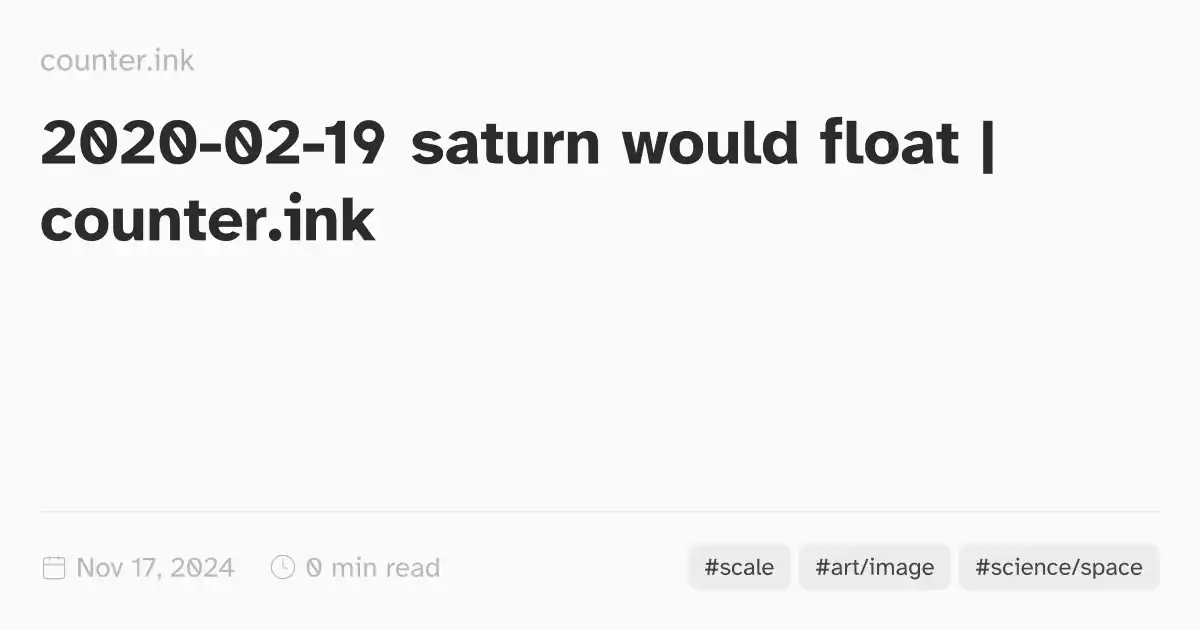 counter.ink
2020-02-19 saturn would float |
counter.ink
Nov 17, 2024
0 min read
#scale
#art/image
#science/space